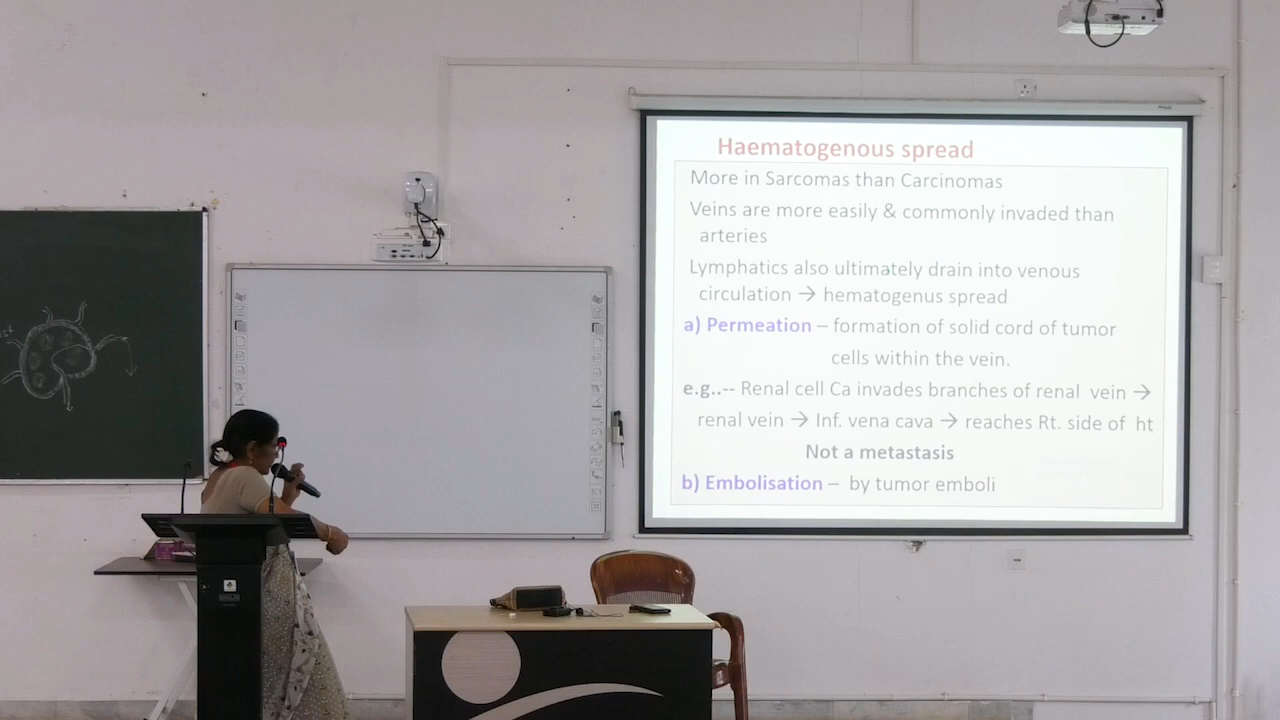 Haematogenous spread
More in Sarcomas than Carcinomas
Veins are more easily & commonly invaded than
arteries
Lymphatics also ultimately drain into venous
circulation → hematogenus spread
a) Permeation – formation of solid cord of tumor
cells within the vein.
e.g..-- Renal cell Ca invades branches of renal vein →
renal vein → Inf. vena cava → reaches Rt. side of ht
Not a metastasis
b) Embolisation – by tumor emboli